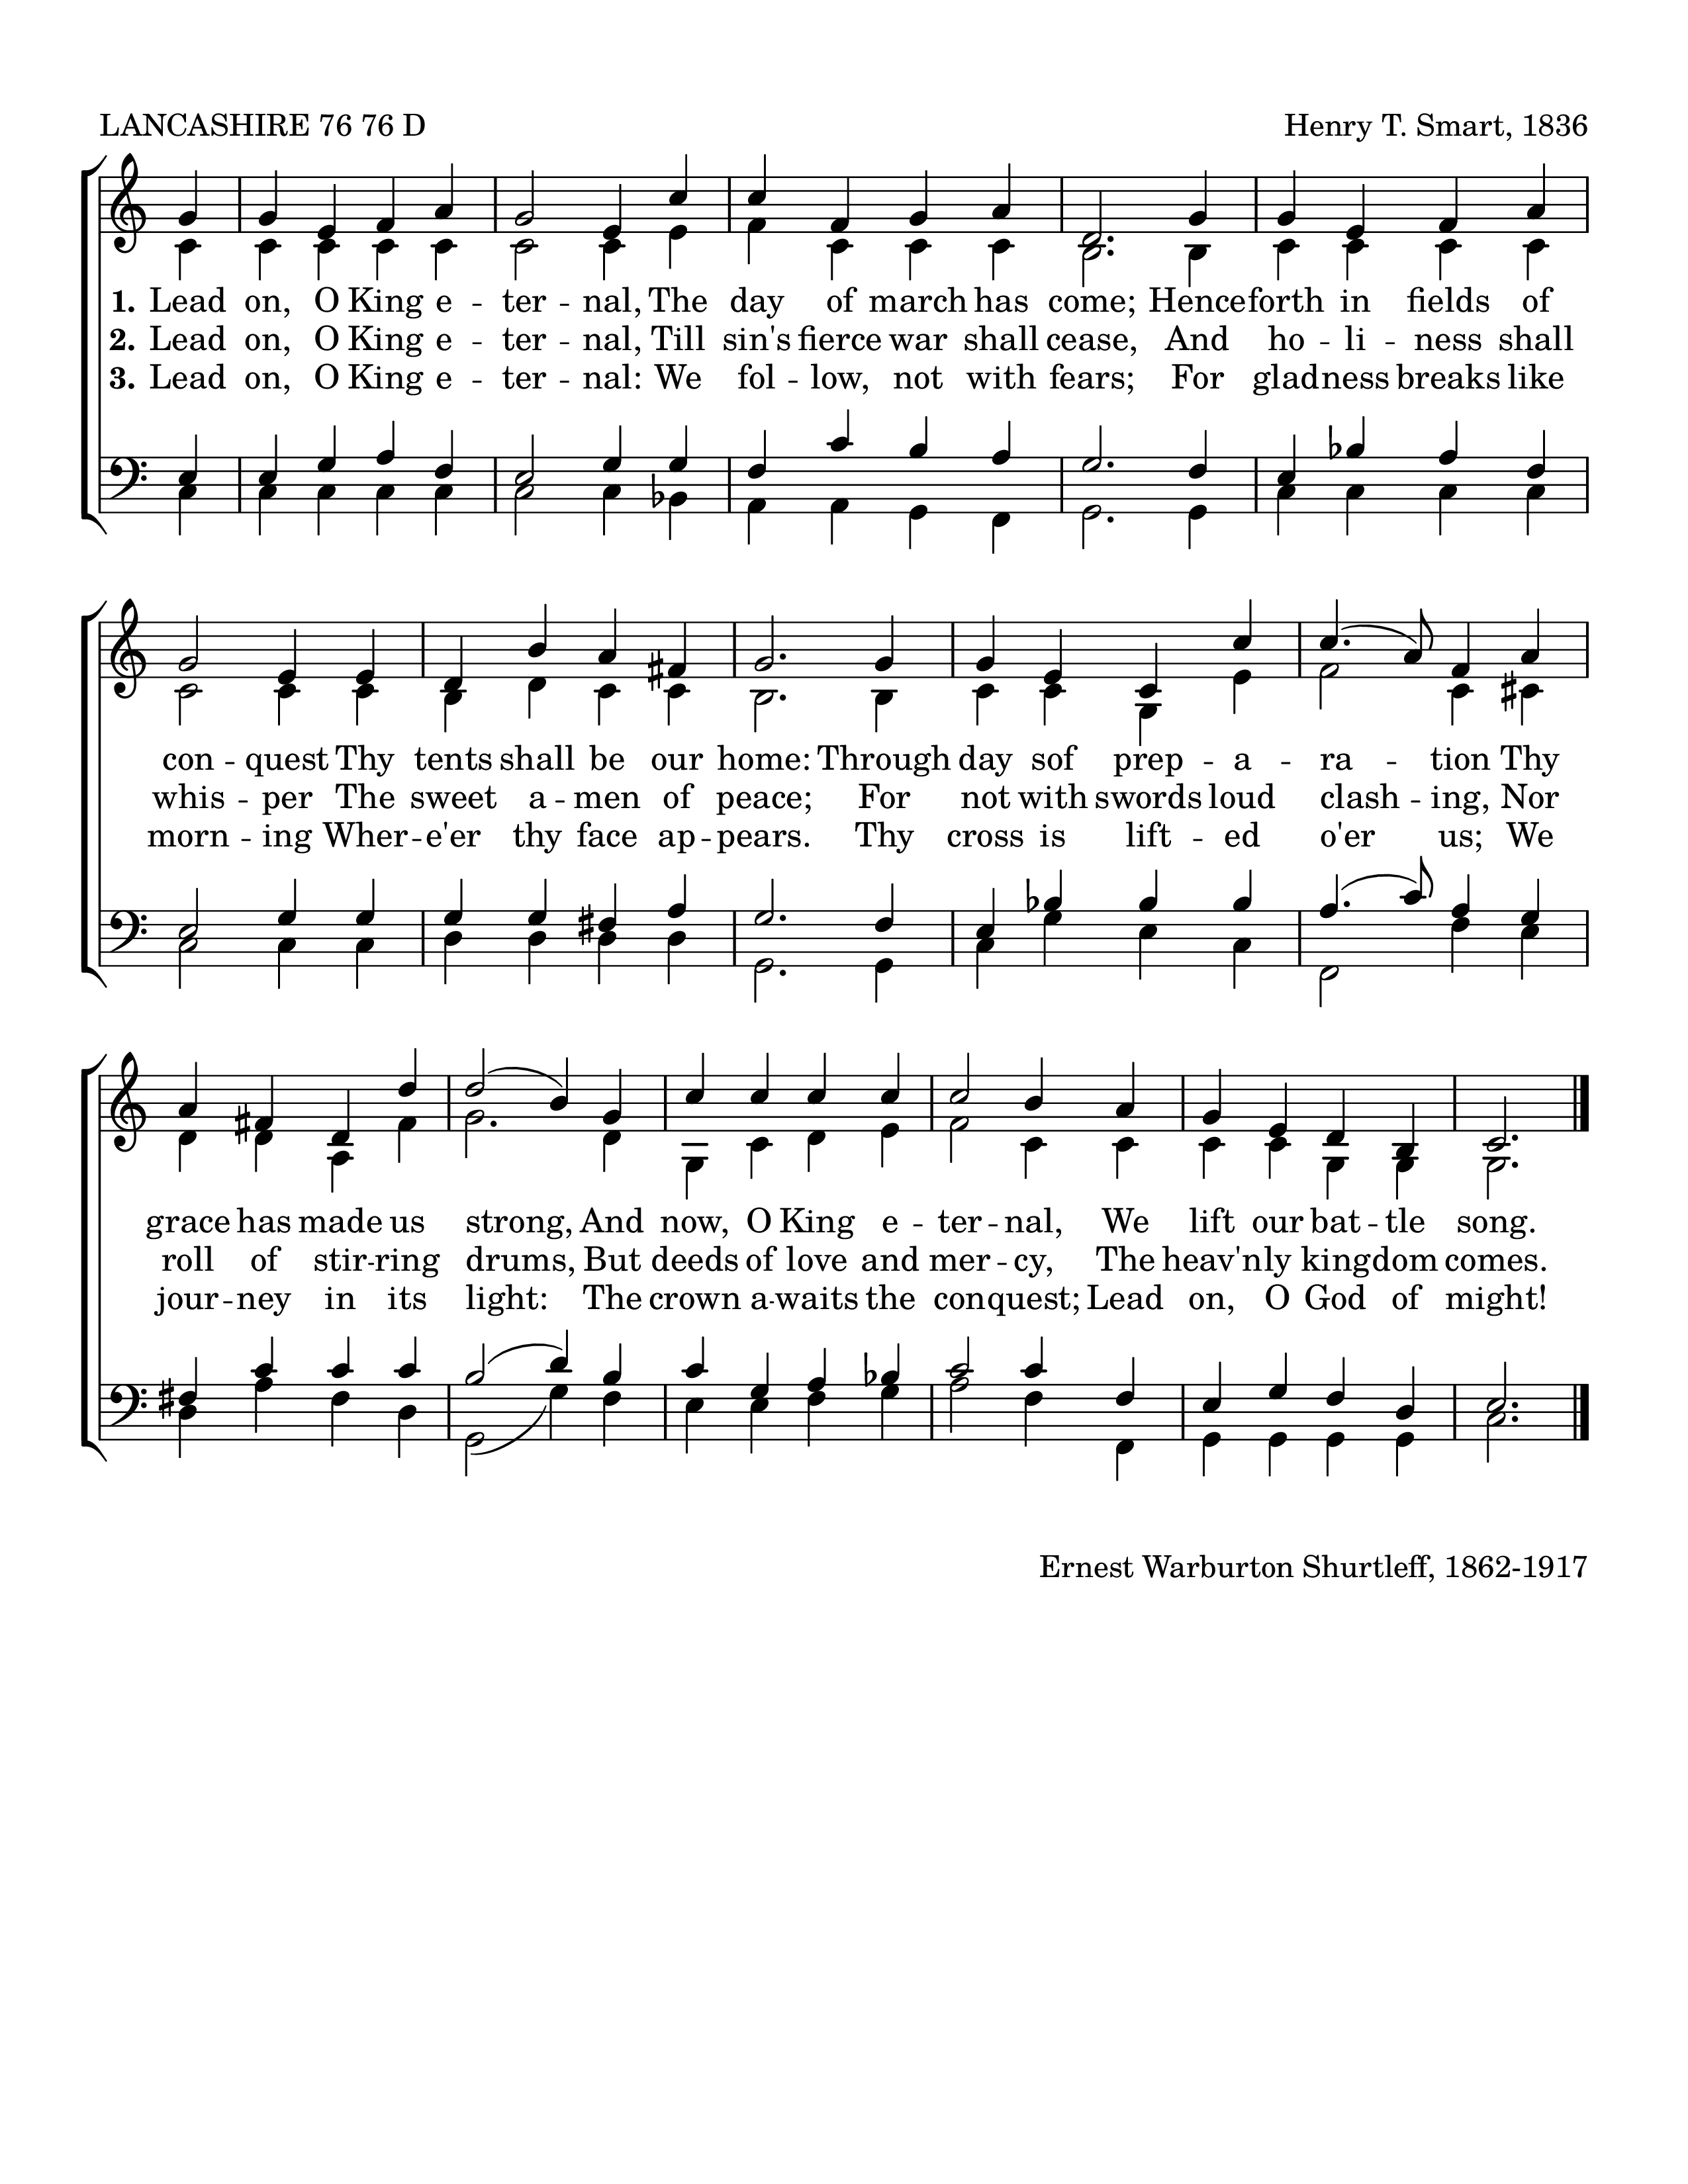 LANCASHIRE 76 76 D
Henry T. Smart, 1836
1. Lead on, O King e -- ter -- nal, The day of march has come; Henceforth in fields of
2. Lead on, O King e -- ter -- nal, Till sin's fierce war shall cease, And ho -- li -- ness shall
3. Lead on, O King e -- ter -- nal: We fol -- low, not with fears; For gladness breaks like
con -- quest Thy tents shall be our home: Through day sof prep -- a -- ra -- tion Thy
whis -- per The sweet a -- men of peace; For not with swords loud clash -- ing, Nor
morn -- ing Wher -- e'er thy face ap -- pears. Thy cross is lift -- ed o'er us; We
grace has made us strong, And now, O King e -- ter -- nal, We lift our bat -- tle song.
roll of stir -- ring drums, But deeds of love and mer -- cy, The heav'nly kingdom comes.
jour -- ney in its light: The crown a -- waits the conquest; Lead on, O God of might!
Ernest Warburton Shurtleff, 1862-1917